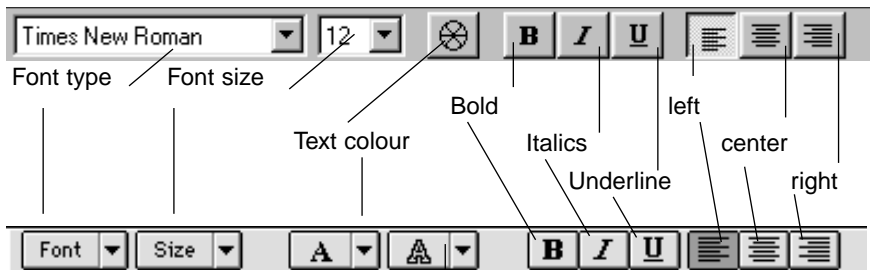 Times New Roman 12 B I U
Font type Font size
Bold left
Text colour Italics center
Underline right
Font Size A A B I U